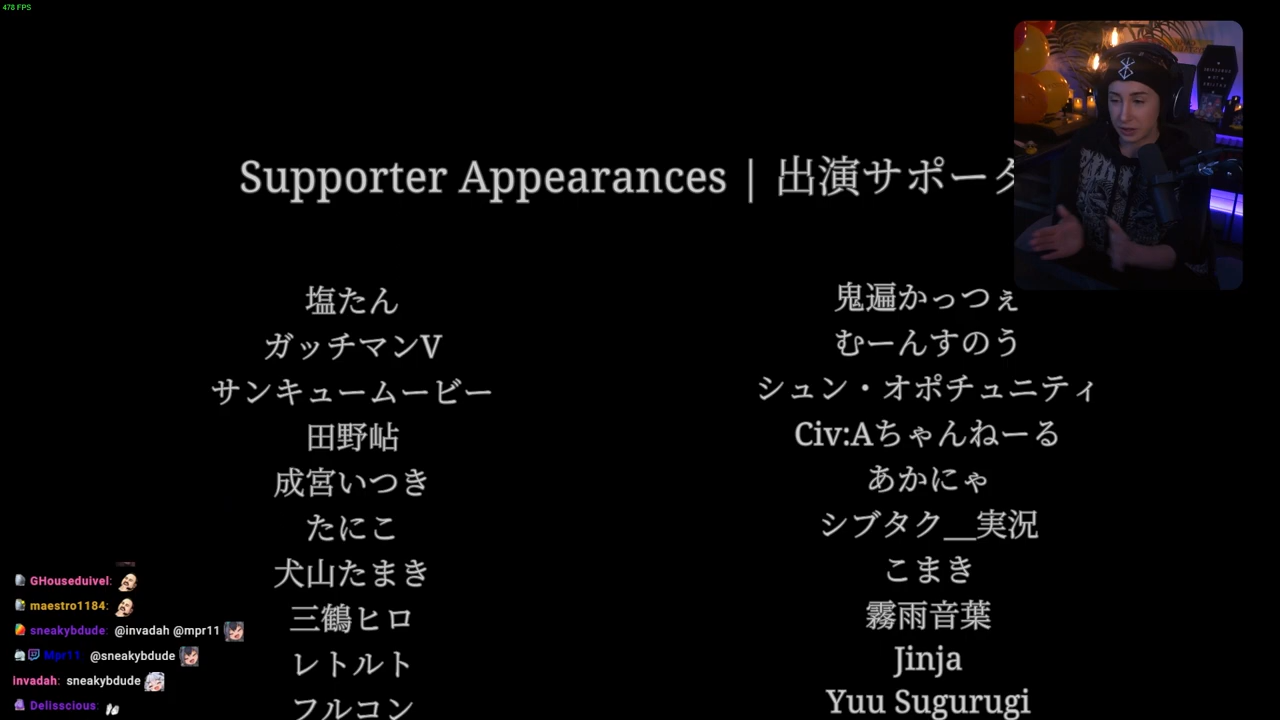 478 FPS
Supporter Appearances | 出演サポータ
塩たん
ガッチマンV
サンキュームービー
田野岾
成宮いつき
たにこ
犬山たまき
三鶴ヒロ
レトルト
フルコン
鬼遍かっつぇ
むーんすのう
シュン・オポチュニティ
Civ:Aちゃんねーる
あかにゃ
シブタク__実況
こまき
霧雨音葉
Jinja
Yuu Sugurugi
GHouseduivel:
maestro1184:
sneakybdude: @invadah @mpr11
Mpr11 @sneakybdude
Invadah: sneakybdude
Delisscious: